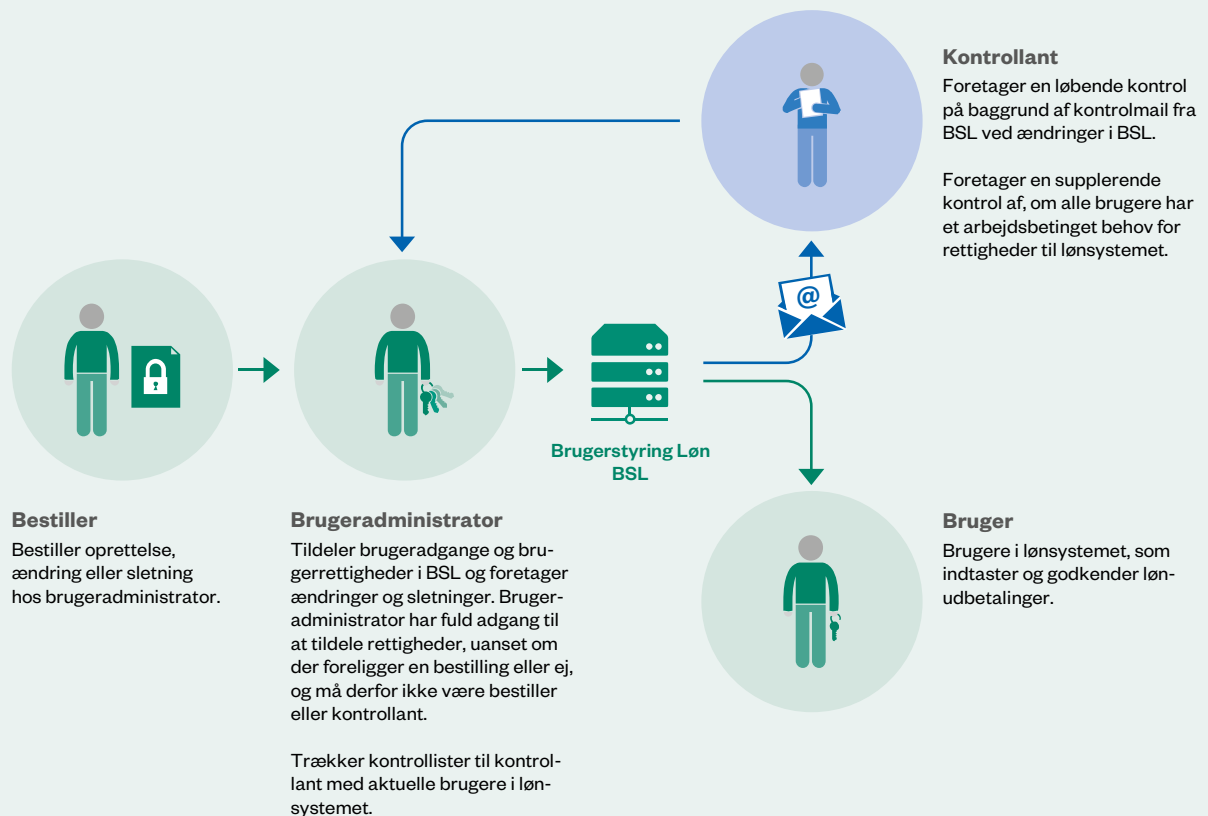 Kontrollant
Foretager en løbende kontrol
på baggrund af kontrolmail fra
BSL ved ændringer i BSL.
Foretager en supplerende
kontrol af, om alle brugere har
et arbejdsbetinget behov for
rettigheder til lønsystemet.
@
Brugerstyring Løn
BSL
Bestiller
Bestiller oprettelse,
ændring eller sletning
hos brugeradministrator.
Brugeradministrator
Tildeler brugeradgange og bru-
gerrettigheder i BSL og foretager
ændringer og sletninger. Bruger-
administrator har fuld adgang til
at tildele rettigheder, uanset om
der foreligger en bestilling eller ej,
og må derfor ikke være bestiller
eller kontrollant.
Trækker kontrollister til kontrol-
lant med aktuelle brugere i løn-
systemet.
Bruger
Brugere i lønsystemet, som
indtaster og godkender løn-
udbetalinger.